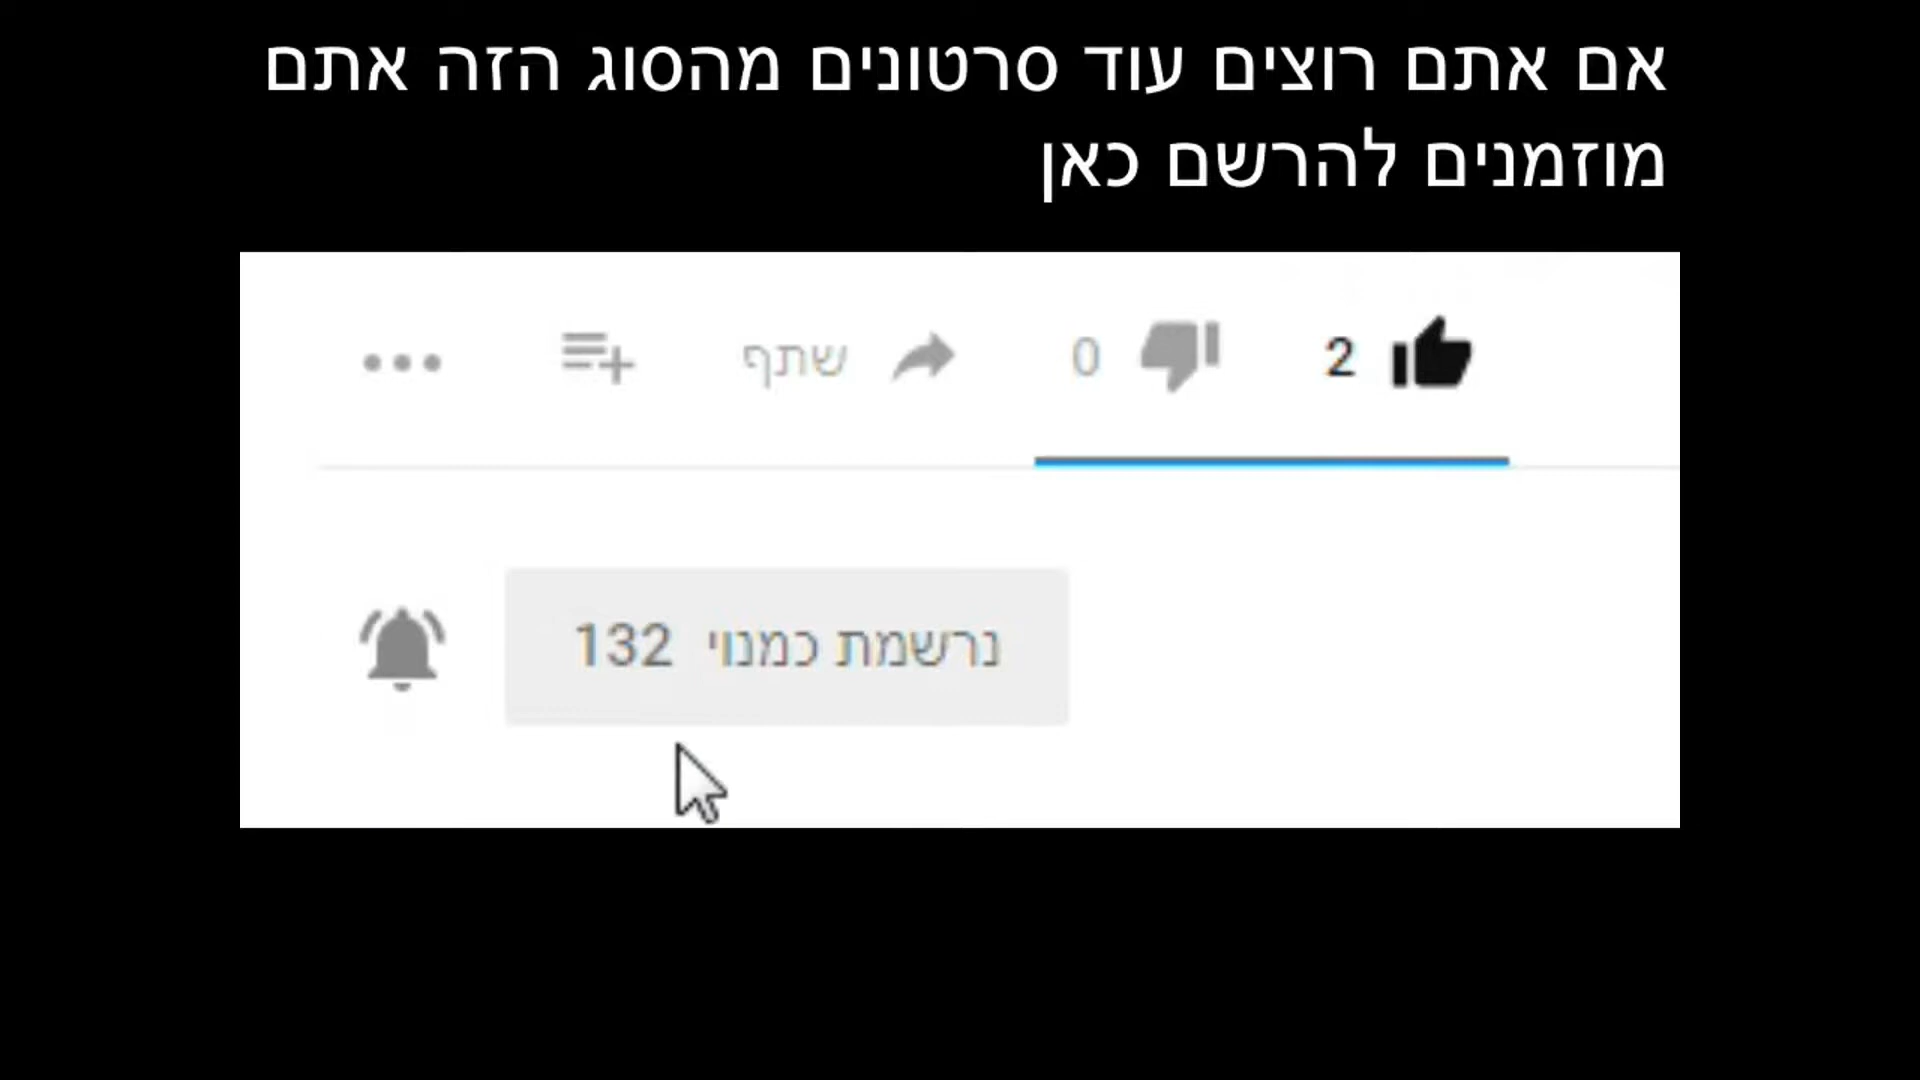 אם אתם רוצים עוד סרטונים מהסוג הזה אתם
מוזמנים להרשם כאן
2 0 שתף
נרשמת כמנוי 132